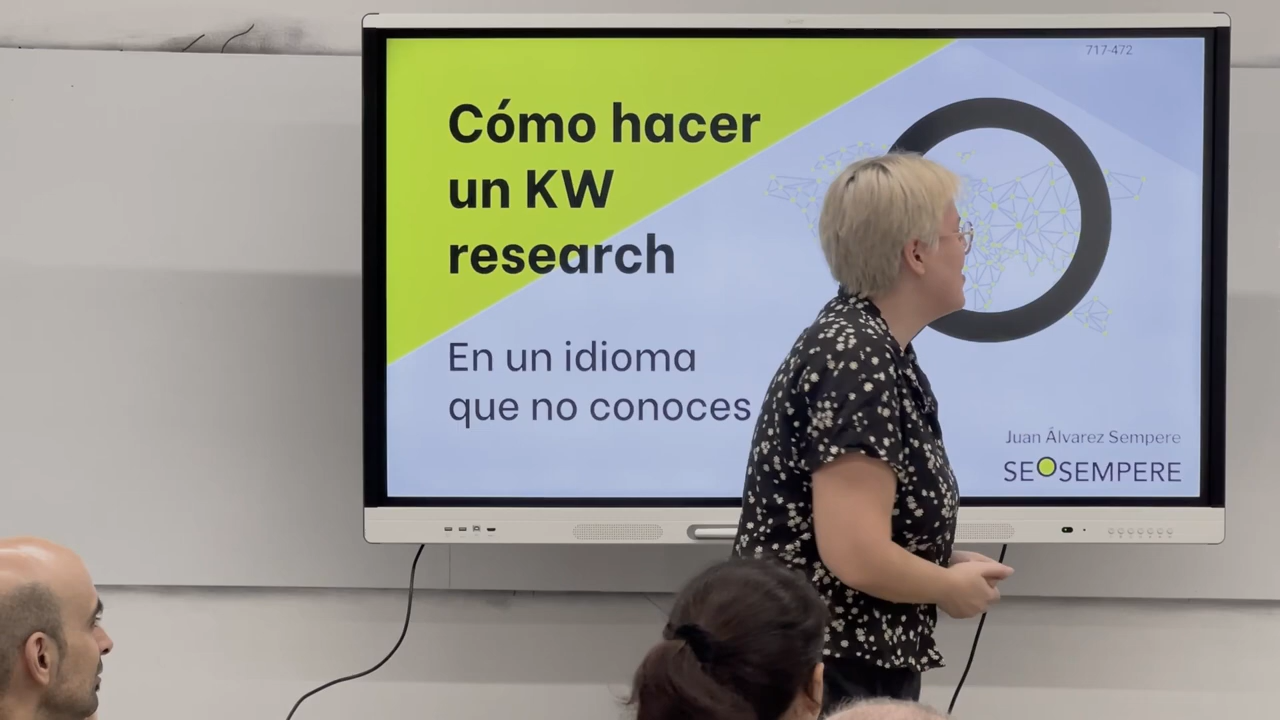 717-472
Cómo hacer
un KW
research
En un idioma
que no conoces
Juan Álvarez Sempere
SEOSEMPERE